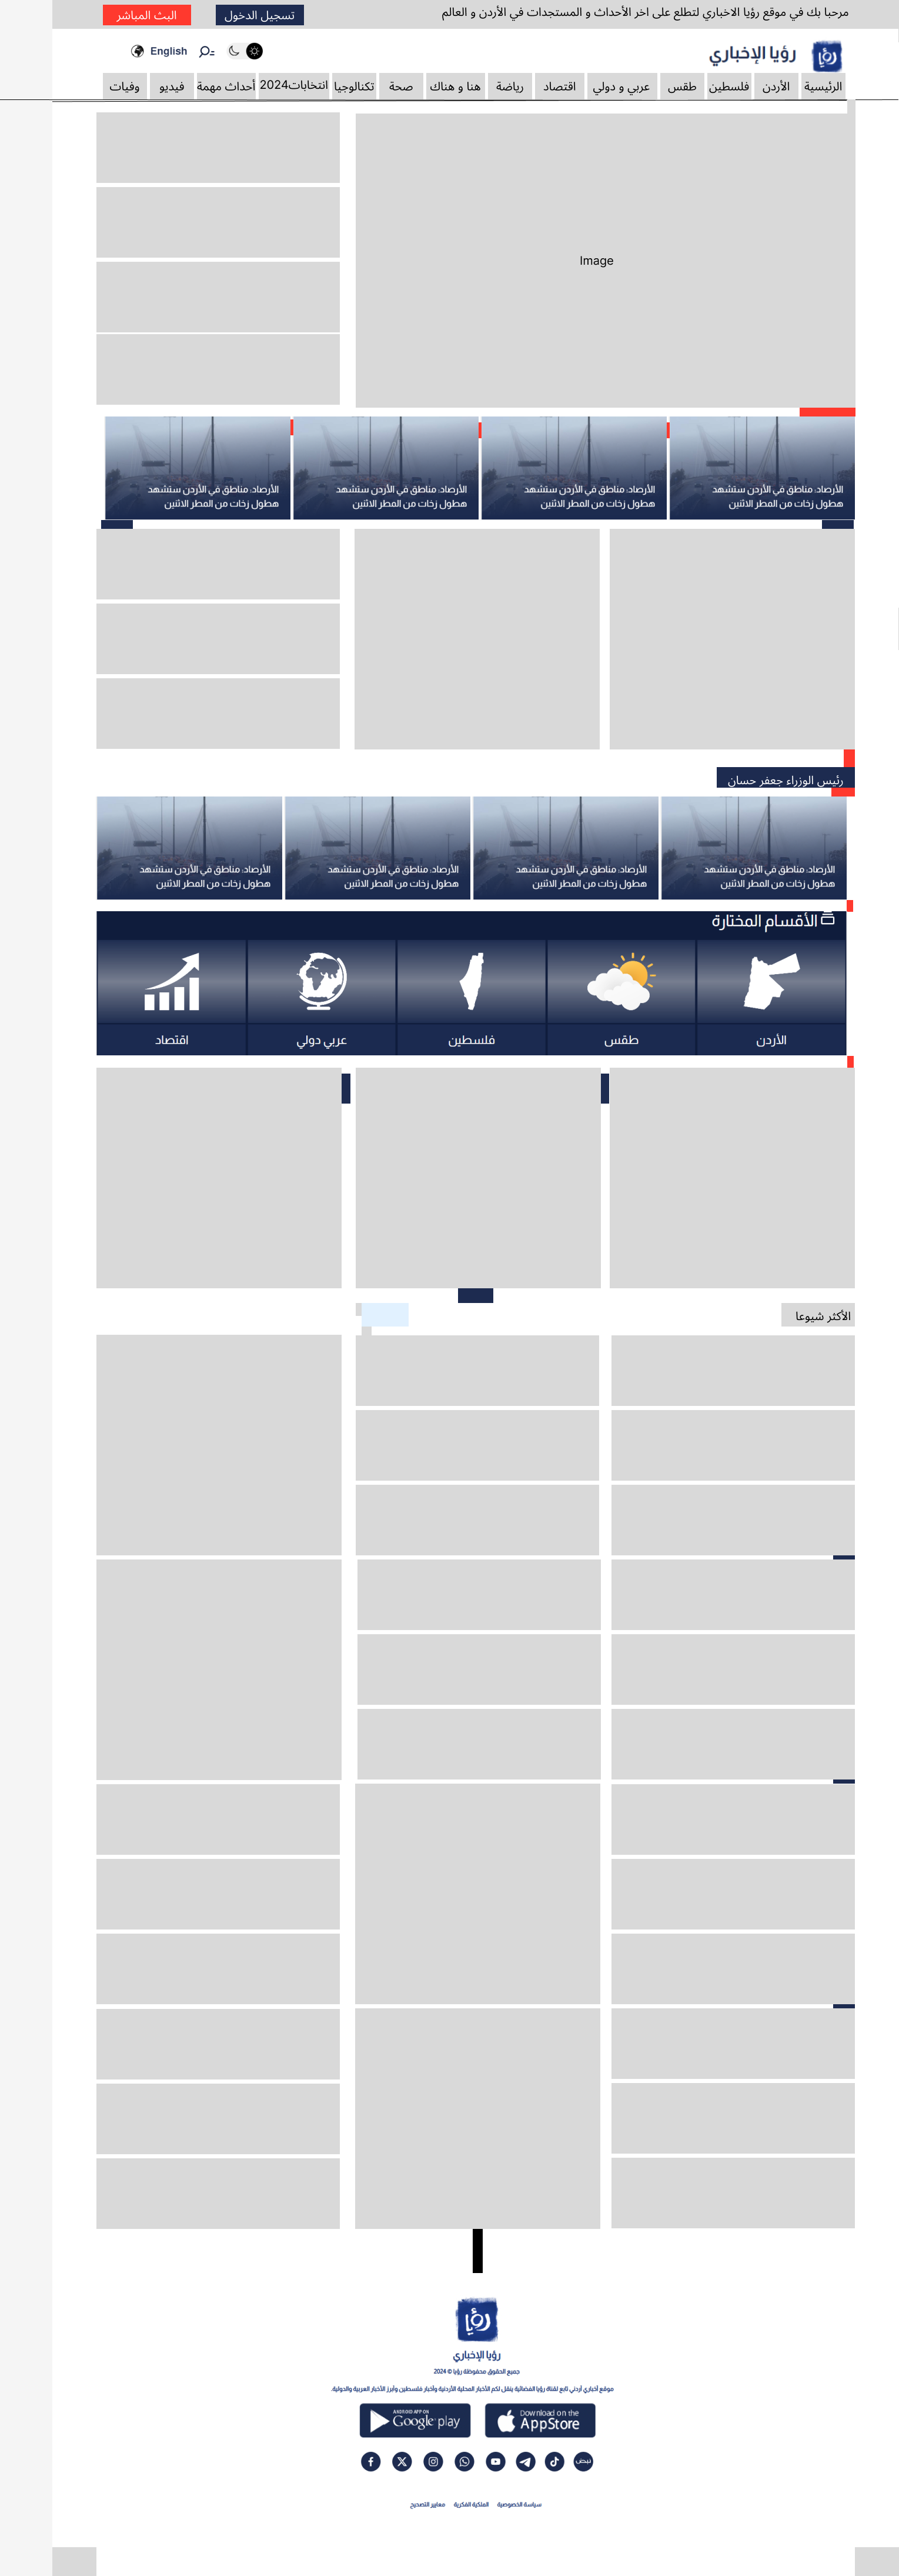 مرحبا بك في موقع رؤيا الاخباري لتطلع على اخر الأحداث و المستجدات في الأردن و العالم
تسجيل الدخول
البث المباشر
رؤيا الإخباري
English
الرئيسية
الأردن
فلسطين
طقس
عربي و دولي
اقتصاد
رياضة
هنا و هناك
صحة
تكنالوجيا
انتخابات2024
أحداث مهمة
فيديو
وفيات
Image
الأرصاد: مناطق في الأردن ستشهد
هطول زخات من المطر الاثنين
الأرصاد: مناطق في الأردن ستشهد
هطول زخات من المطر الاثنين
الأرصاد: مناطق في الأردن ستشهد
هطول زخات من المطر الاثنين
الأرصاد: مناطق في الأردن ستشهد
هطول زخات من المطر الاثنين
رئيس الوزراء جعفر حسان
الأرصاد: مناطق في الأردن ستشهد
هطول زخات من المطر الاثنين
الأرصاد: مناطق في الأردن ستشهد
هطول زخات من المطر الاثنين
الأرصاد: مناطق في الأردن ستشهد
هطول زخات من المطر الاثنين
الأرصاد: مناطق في الأردن ستشهد
هطول زخات من المطر الاثنين
الأقسام المختارة
الأردن
طقس
فلسطين
عربي دولي
اقتصاد
الأكثر شيوعا
رؤيا
رؤيا الإخباري
جميع الحقوق محفوظة رؤيا © 2024
موقع أخباري أردني تابع لقناة رؤيا الفضائية ينقل لكم الأخبار المحلية الأردنية وأخبار فلسطين وأبرز الأخبار العربية والدولية.
ANDROID APP ON
Google play
Download on the
AppStore
نبض
سياسة الخصوصية
الملكية الفكرية
معايير التصحيح